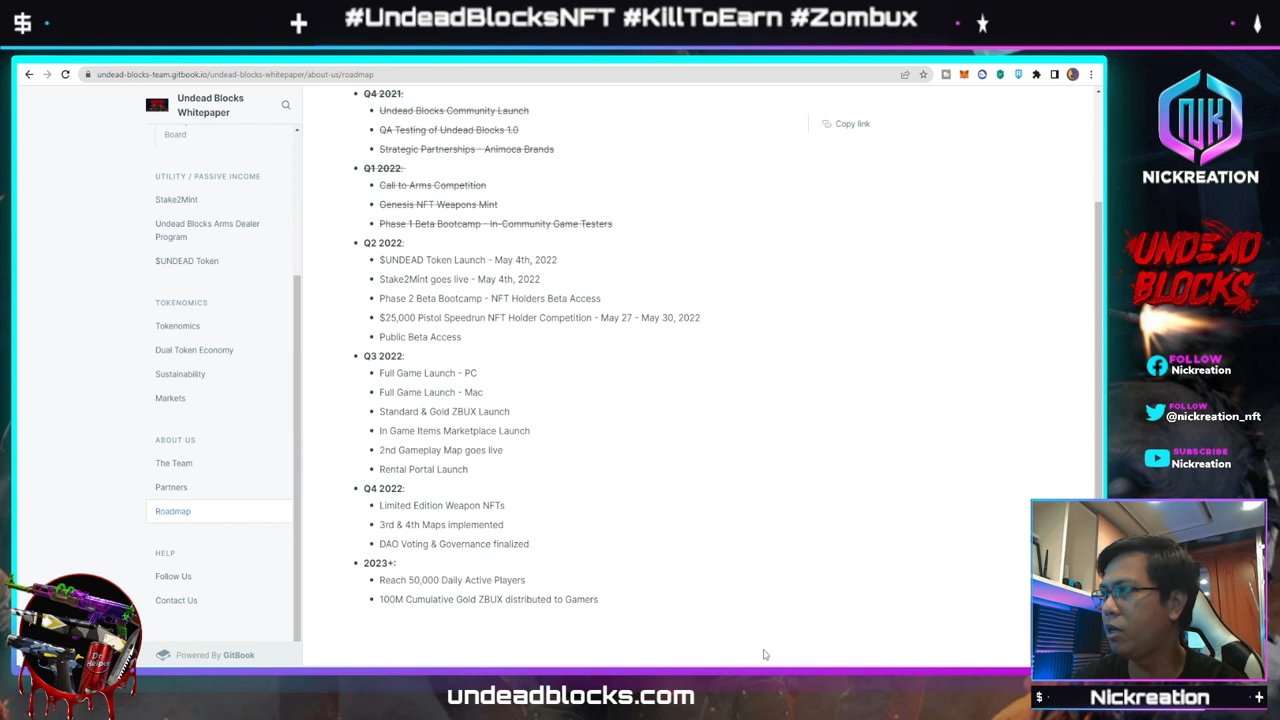 #UndeadBlocksNFT #KillToEarn #Zombux
undead-blocks-team.gitbook.io/undead-blocks-whitepaper/about-us/roadmap
Undead Blocks
Whitepaper
Board
UTILITY / PASSIVE INCOME
Stake2Mint
Undead Blocks Arms Dealer
Program
$UNDEAD Token
TOKENOMICS
Tokenomics
Dual Token Economy
Sustainability
Markets
ABOUT US
The Team
Partners
Roadmap
HELP
Follow Us
Contact Us
Powered By GitBook
Q4 2021:
Undead Blocks Community Launch
QA Testing of Undead Blocks 1.0
Strategic Partnerships - Animoca Brands
Q1 2022:
Call to Arms Competition
Genesis NFT Weapons Mint
Phase 1 Beta Bootcamp - In-Community Game Testers
Q2 2022:
$UNDEAD Token Launch - May 4th, 2022
Stake2Mint goes live - May 4th, 2022
Phase 2 Beta Bootcamp - NFT Holders Beta Access
$25,000 Pistol Speedrun NFT Holder Competition - May 27 - May 30, 2022
Public Beta Access
Q3 2022:
Full Game Launch - PC
Full Game Launch - Mac
Standard & Gold ZBUX Launch
In Game Items Marketplace Launch
2nd Gameplay Map goes live
Rental Portal Launch
Q4 2022:
Limited Edition Weapon NFTs
3rd & 4th Maps implemented
DAO Voting & Governance finalized
2023+:
Reach 50,000 Daily Active Players
100M Cumulative Gold ZBUX distributed to Gamers
Copy link
NK
NICKREATION
UNDEAD
BLOCKS
FOLLOW
Nickreation
FOLLOW
@nickreation_nft
SUBSCRIBE
Nickreation
Dr.
Helper
undeadblocks.com
$ Nickreation